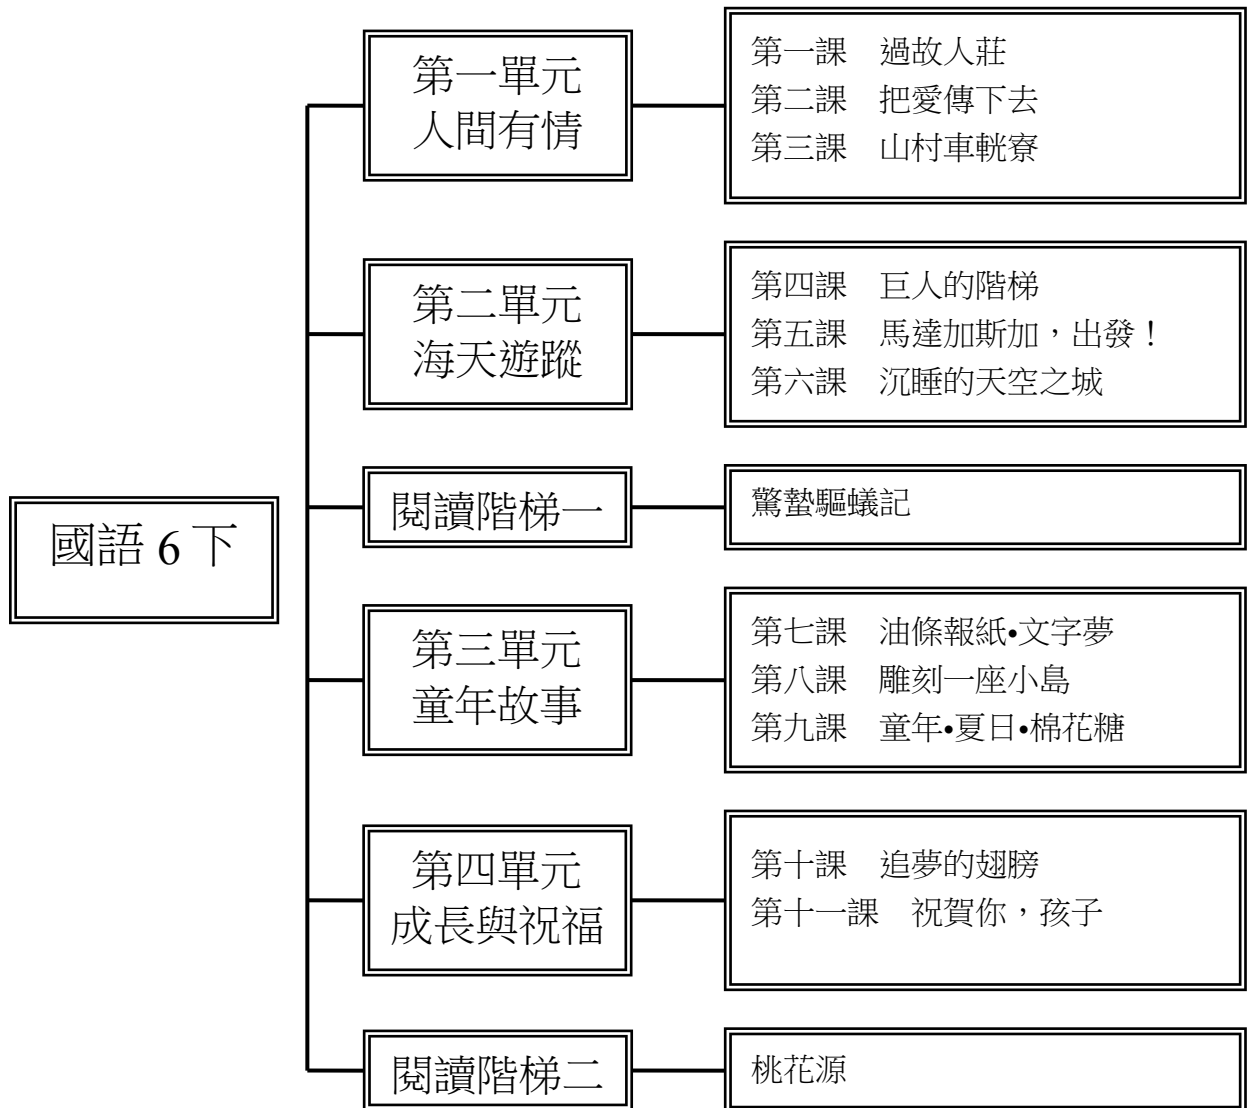 國語 6 下
第一單元
人間有情
第一課　過故人莊
第二課　把愛傳下去
第三課　山村車輄寮
第二單元
海天遊蹤
第四課　巨人的階梯
第五課　馬達加斯加，出發！
第六課　沉睡的天空之城
閱讀階梯一
驚蟄驅蟻記
第三單元
童年故事
第七課　油條報紙•文字夢
第八課　雕刻一座小島
第九課　童年•夏日•棉花糖
第四單元
成長與祝福
第十課　追夢的翅膀
第十一課　祝賀你，孩子
閱讀階梯二
桃花源